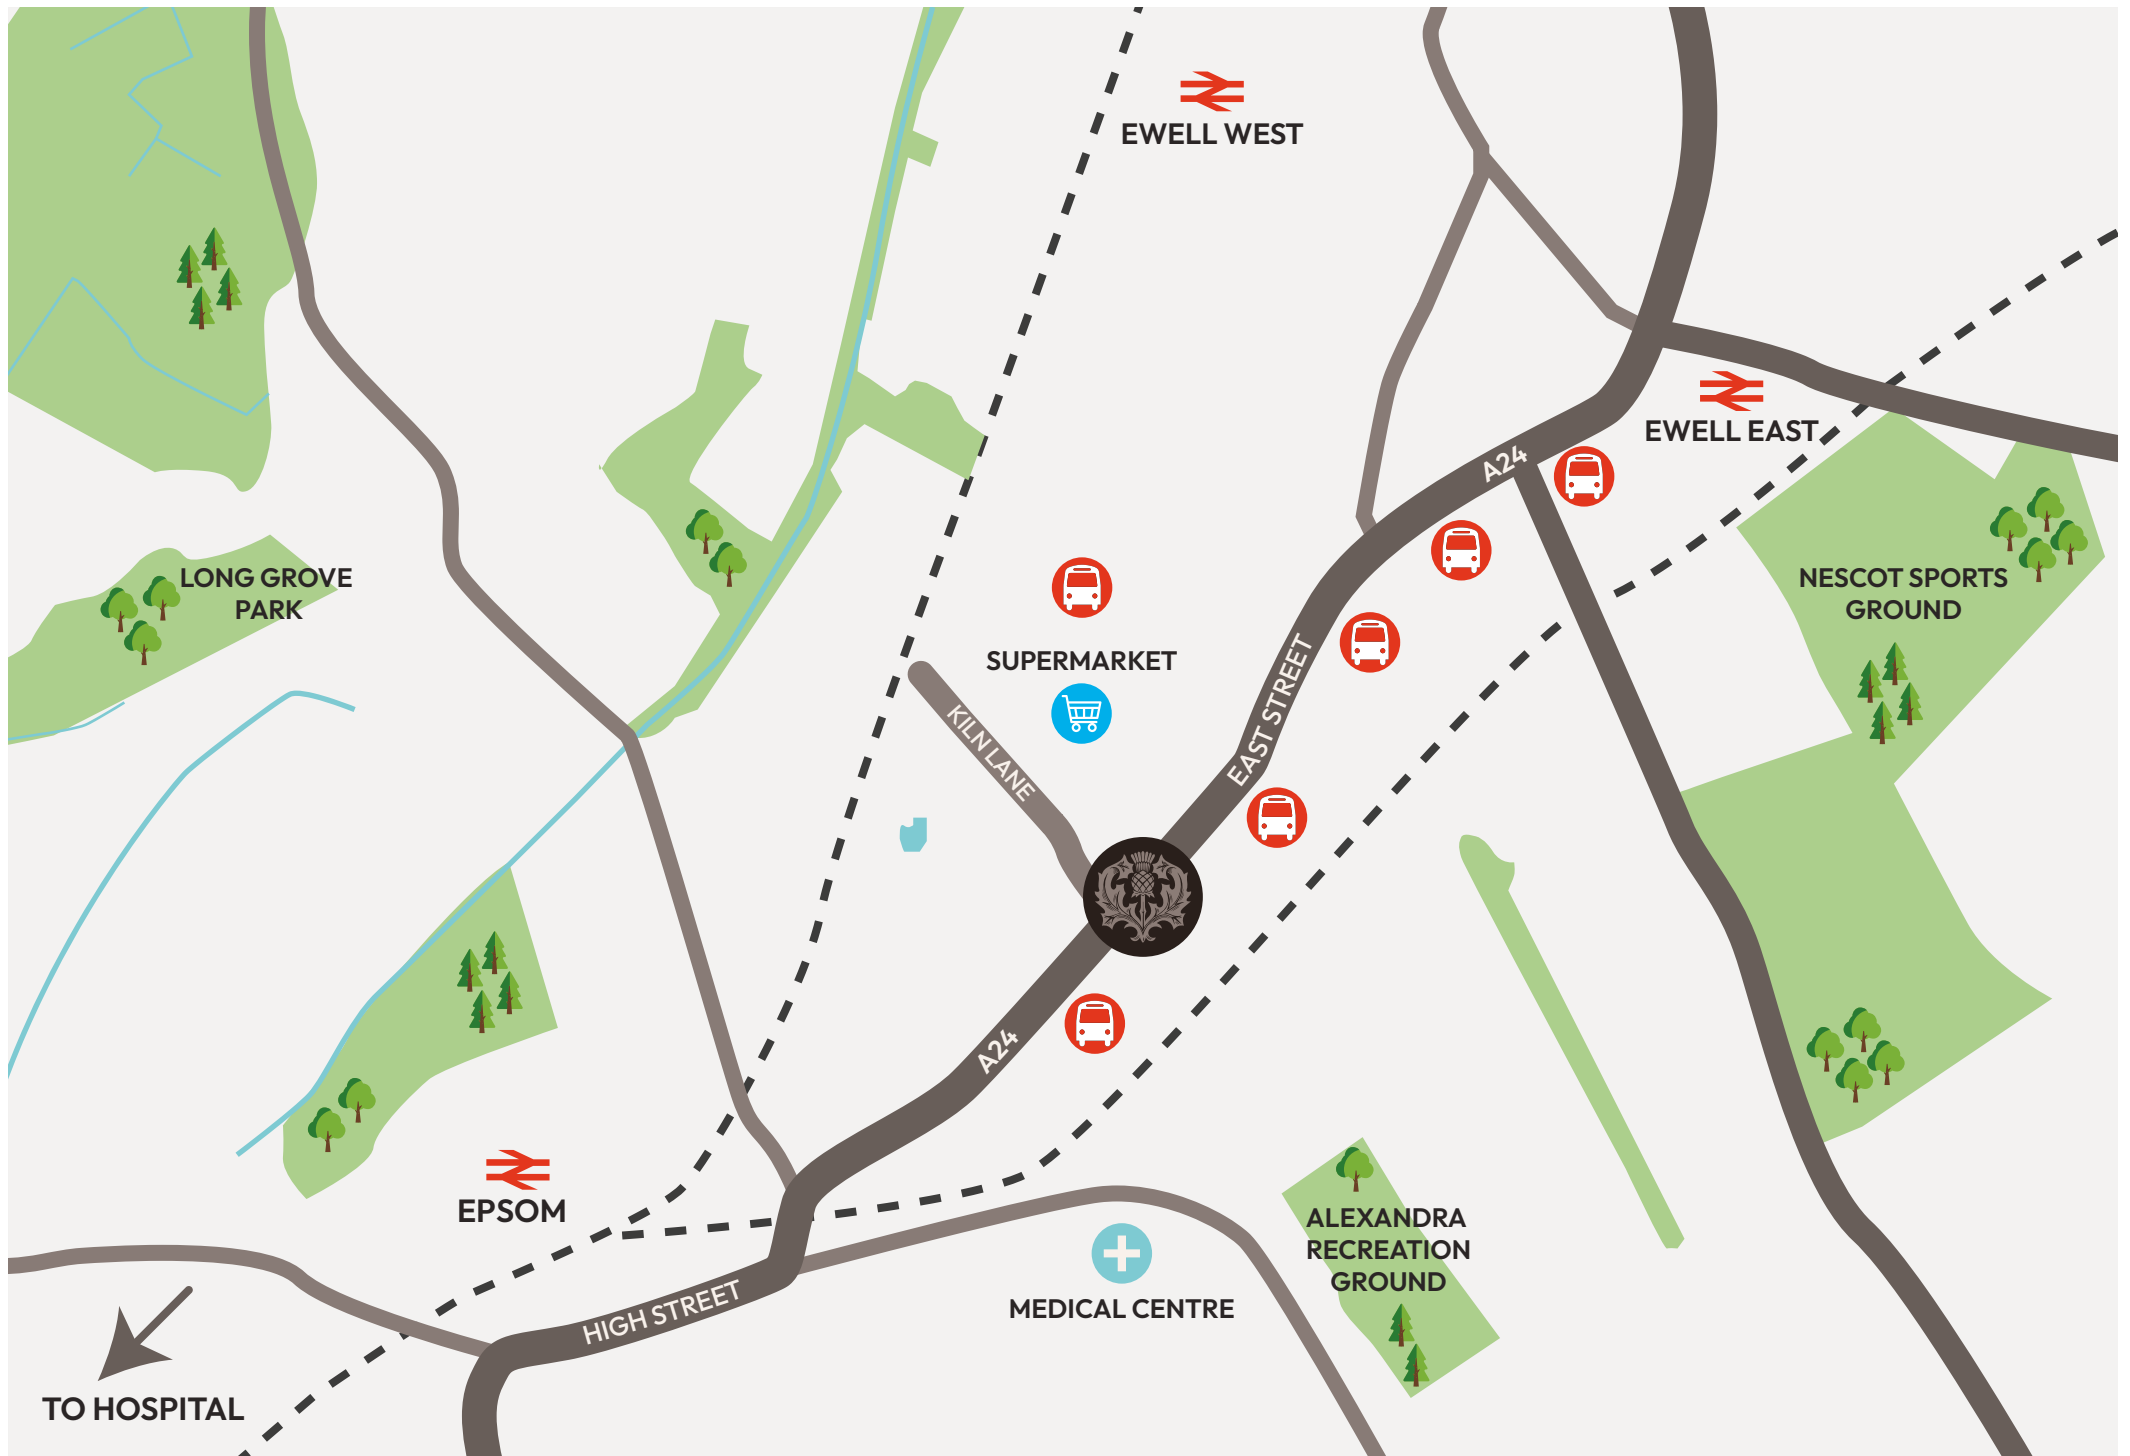 EWELL WEST
A24
EWELL EAST
LONG GROVE
PARK
NESCOT SPORTS
GROUND
SUPERMARKET
EAST STREET
KILN LANE
A24
EPSOM
ALEXANDRA
RECREATION
GROUND
HIGH STREET
MEDICAL CENTRE
TO HOSPITAL